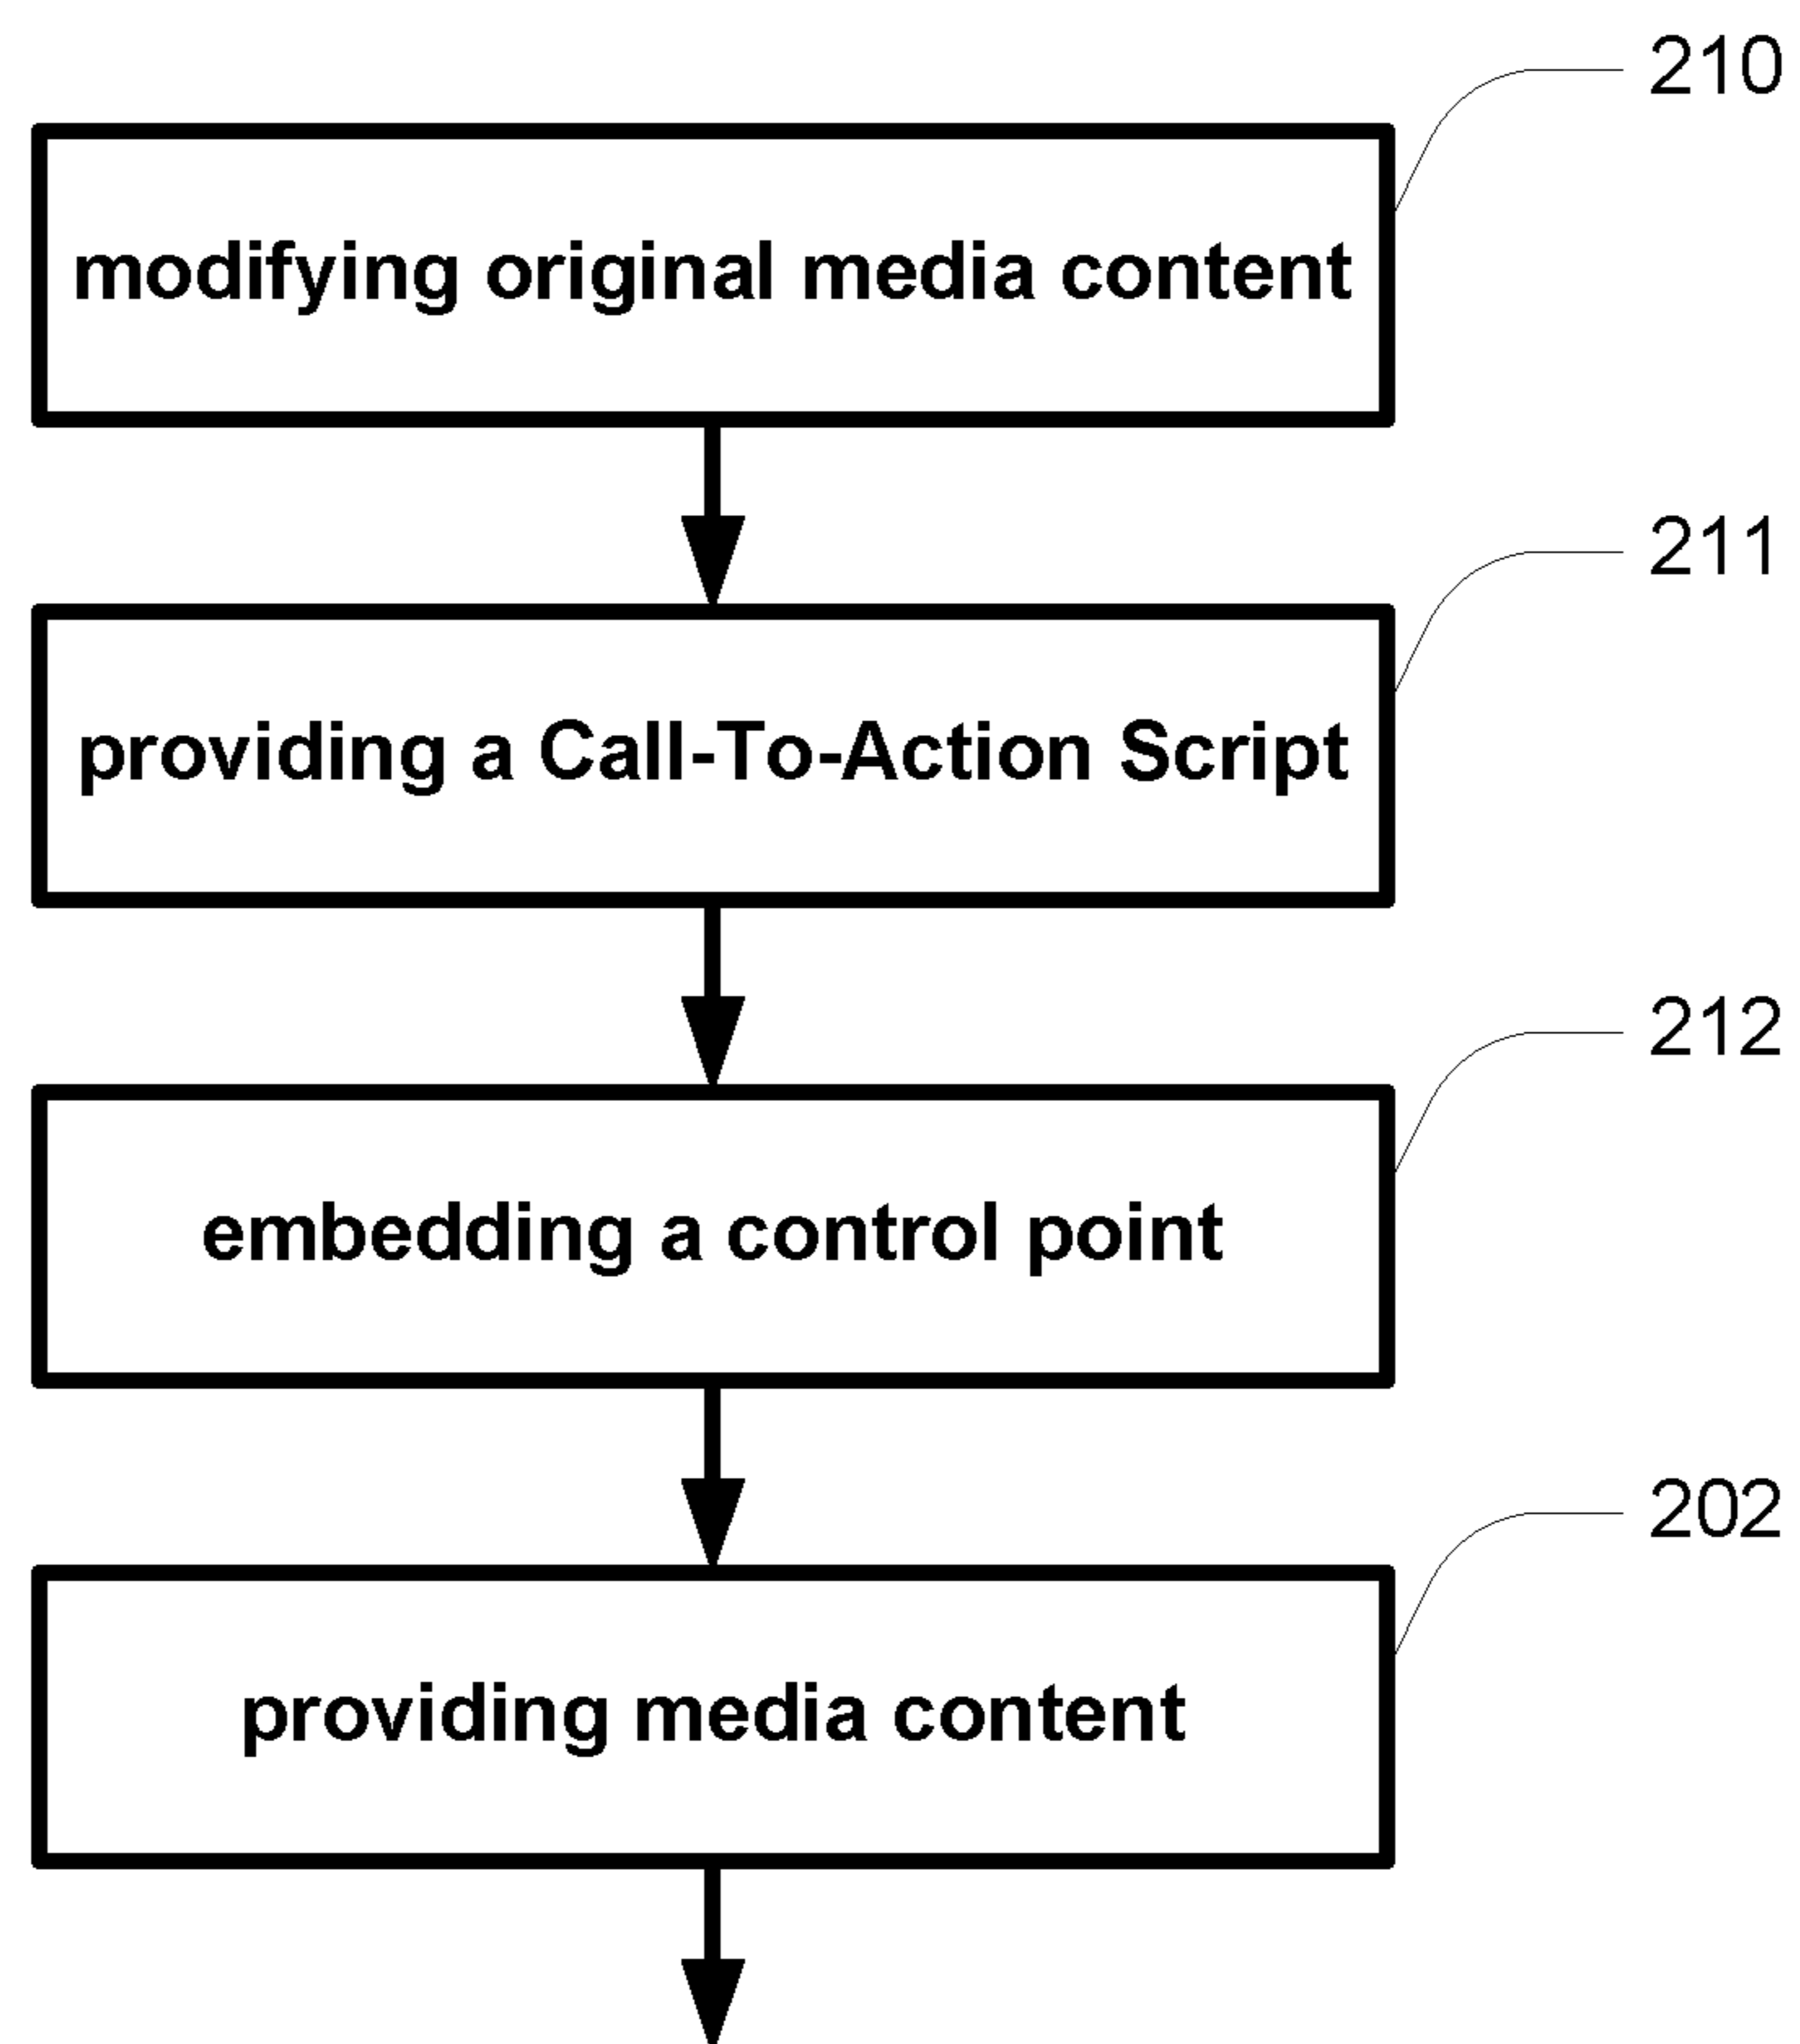 210
modifying original media content
211
providing a Call-To-Action Script
212
embedding a control point
202
providing media content